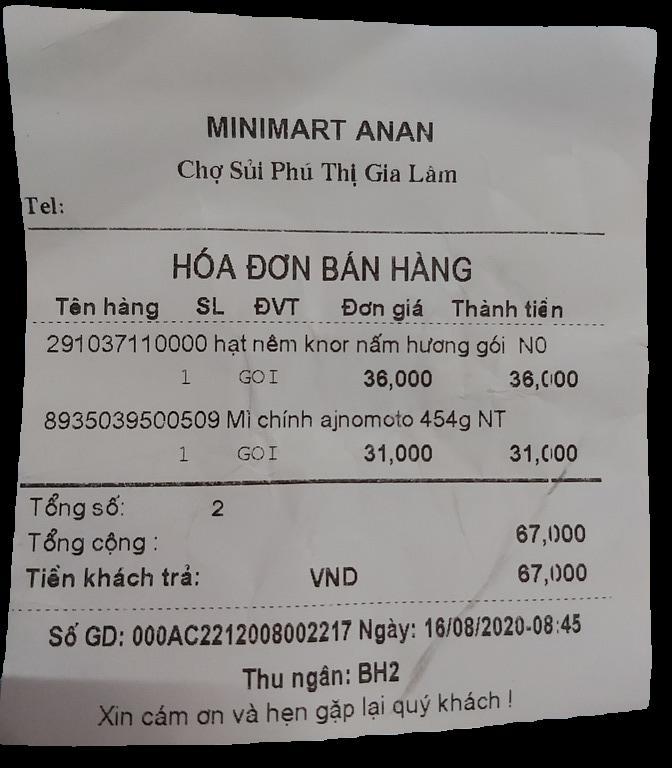 MINIMART ANAN
Chợ Sủi Phú Thị Gia Lâm
Tel:
HÓA ĐƠN BÁN HÀNG
Tên hàng SL ĐVT Đơn giá Thành tiền
291037110000 hạt nêm knor nấm hương gói N0
1 GOI 36,000 36,000
8935039500509 Mì chính ajnomoto 454g NT
1 GOI 31,000 31,000
Tổng số: 2
Tổng cộng : 67,000
Tiền khách trả: VND 67,000
Số GD: 000AC2212008002217 Ngày: 16/08/2020-08:45
Thu ngân: BH2
Xin cám ơn và hẹn gặp lại quý khách !